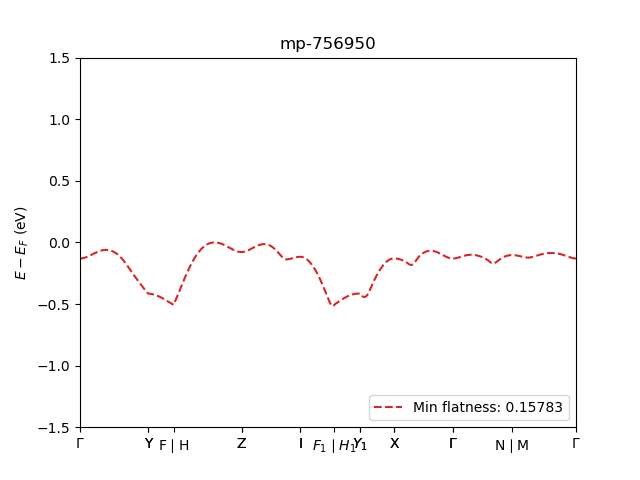 mp-756950
1.5
1.0
0.5
0.0
−0.5
−1.0
−1.5
E − E_F (eV)
Min flatness: 0.15783
Γ Y F | H Z I F₁ | H₁ Y₁ X Γ N | M Γ